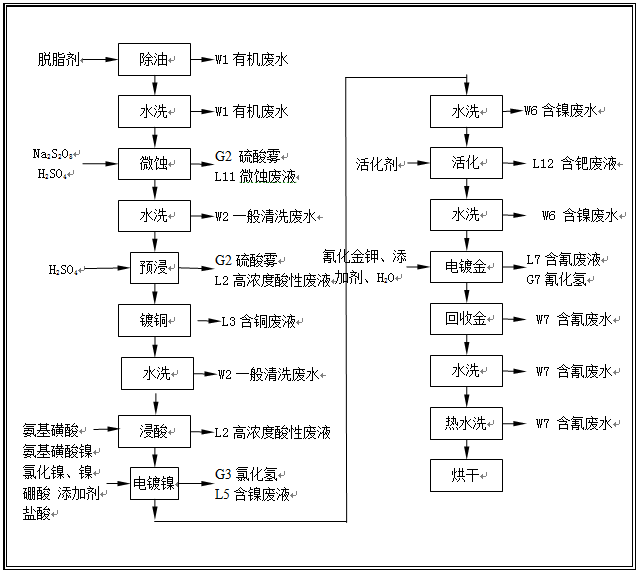 脱脂剂
除油
W1 有机废水
水洗
W1 有机废水
Na₂S₂O₈
H₂SO₄
微蚀
G2 硫酸雾
L11 微蚀废液
水洗
W2 一般清洗废水
H₂SO₄
预浸
G2 硫酸雾
L2 高浓度酸性废液
镀铜
L3 含铜废液
水洗
W2 一般清洗废水
氨基磺酸
浸酸
L2 高浓度酸性废液
氨基磺酸镍
氯化镍、镍
硼酸 添加剂
盐酸
电镀镍
G3 氯化氢
L5 含镍废液
水洗
W6 含镍废水
活化剂
活化
L12 含钯废液
水洗
W6 含镍废水
氰化金钾、添
加剂、H₂O
电镀金
L7 含氰废液
G7 氰化氢
回收金
W7 含氰废水
水洗
W7 含氰废水
热水洗
W7 含氰废水
烘干